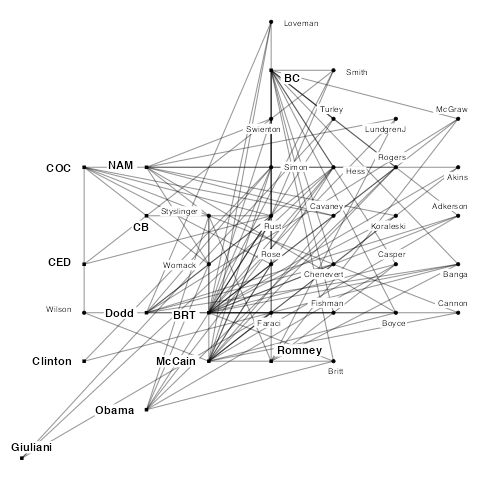 Loveman
BC
Smith
Turley
McGraw
Swienton
LundgrenJ
Rogers
COC
NAM
Simon
Hess
Akins
Styslinger
Cavaney
Adkerson
CB
Rust
Koraleski
CED
Womack
Rose
Chenevert
Casper
Banga
Wilson
Dodd
BRT
Faraci
Fishman
Boyce
Cannon
Clinton
McCain
Romney
Britt
Obama
Giuliani